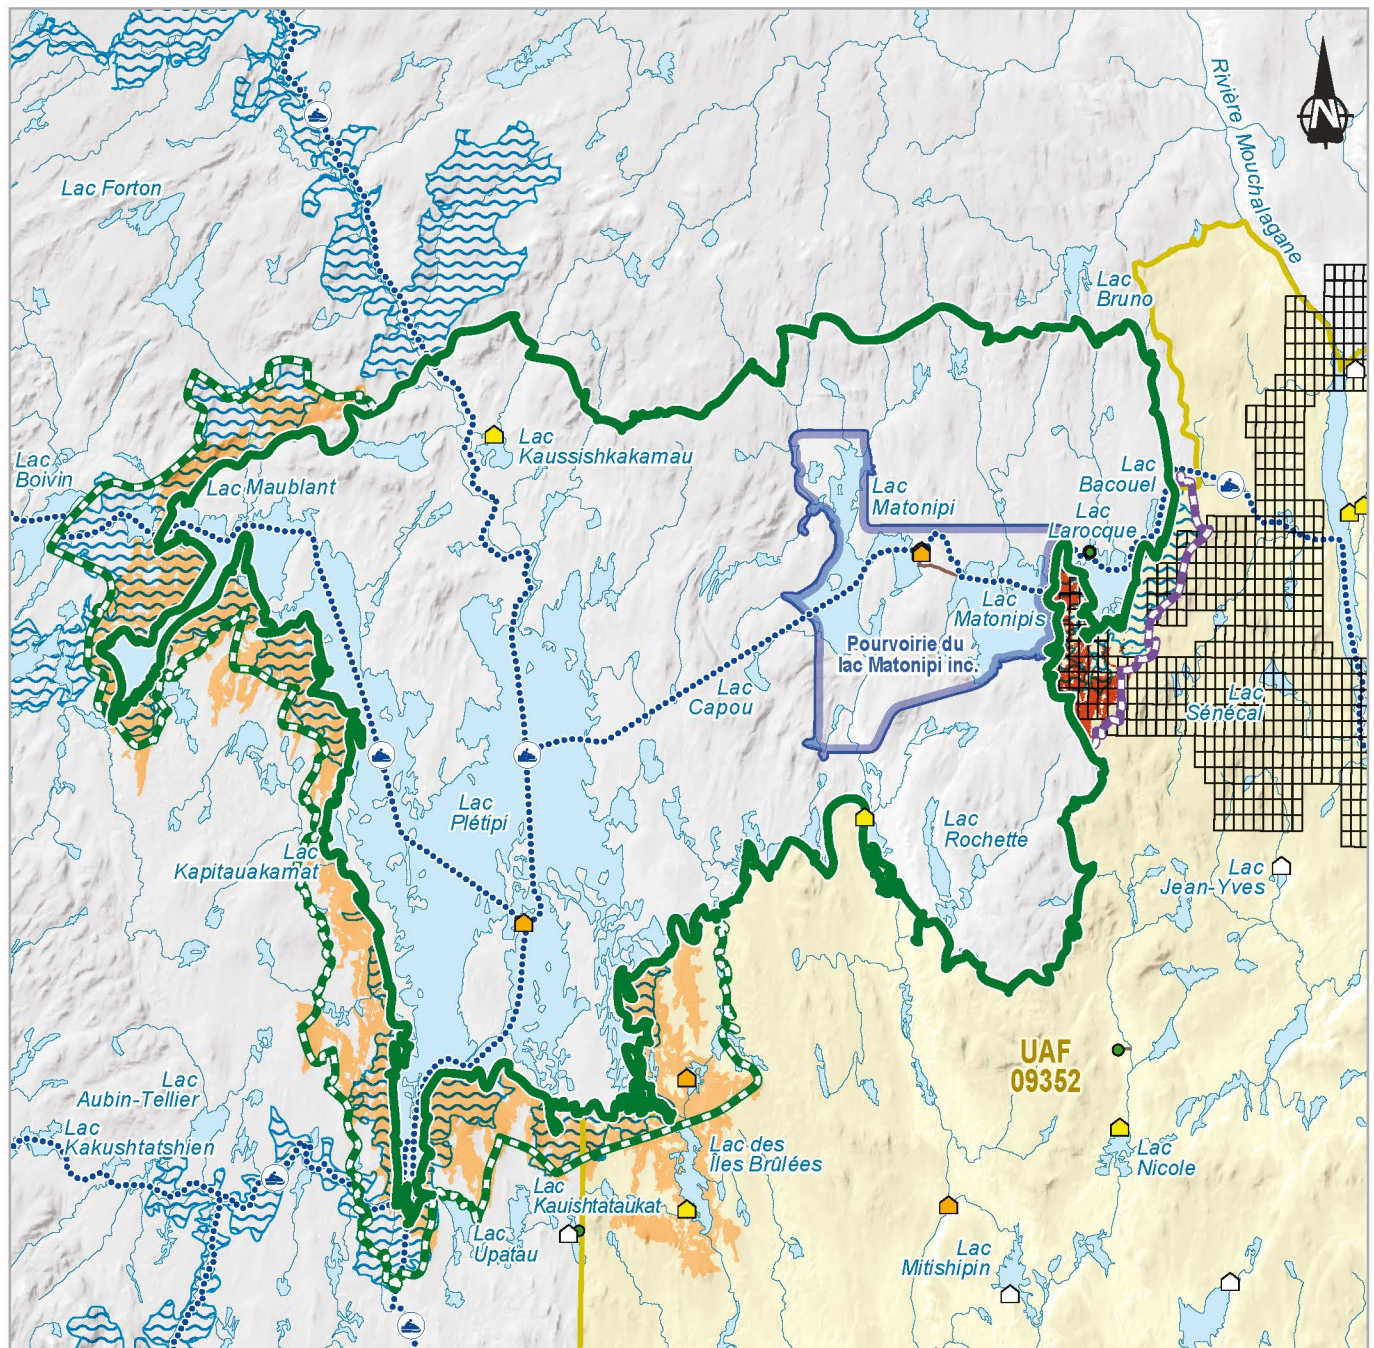 Rivière Mouchalagane
N
Lac Forton
Lac
Bruno
Lac
Kaussishkakamau
Lac
Boivin
Lac Maublant
Lac
Matonipi
Lac
Bacouel
Lac
Larocque
Lac
Matonipis
Pourvoirie du
lac Matonipi inc.
Lac
Capou
Lac
Sénécal
Lac
Plétipi
Lac
Rochette
Lac
Kapitauakamat
Lac
Jean-Yves
UAF
09352
Lac
Aubin-Tellier
Lac
Kakushtatshien
Lac des
Îles Brûlées
Lac
Nicole
Lac
Kauishtataukat
Lac
Upatau
Lac
Mitishipin